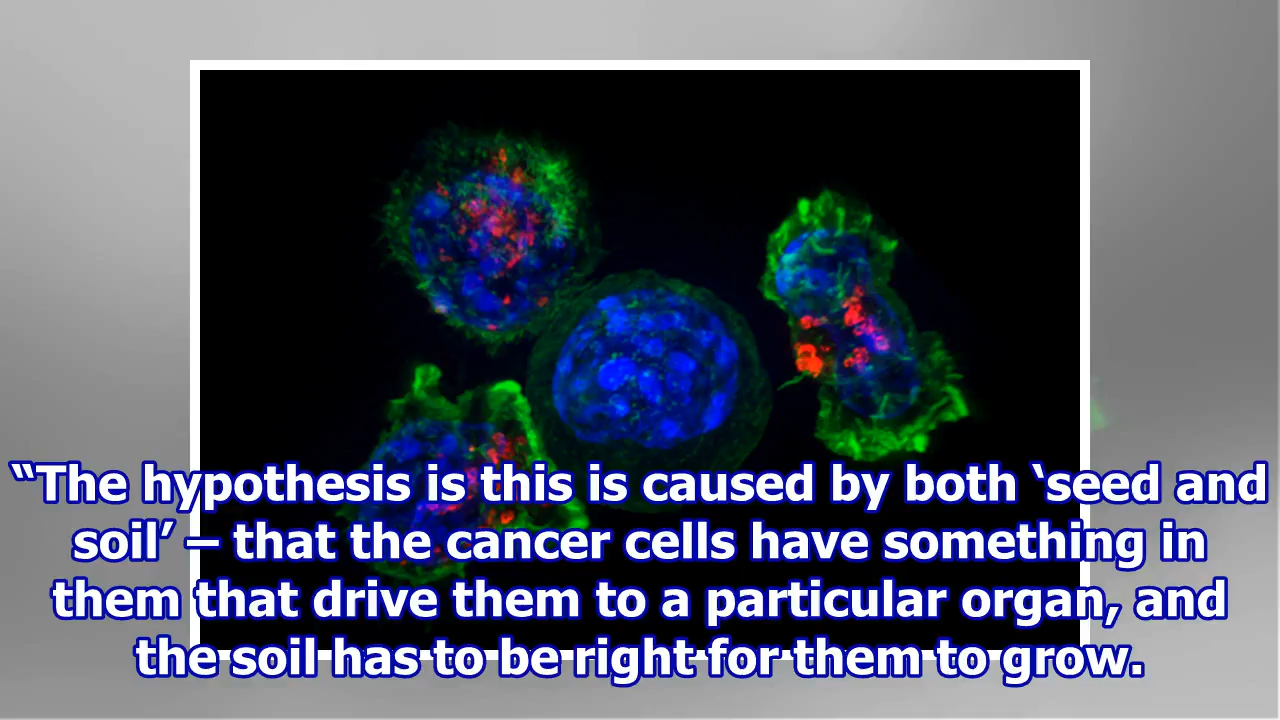 “The hypothesis is this is caused by both ‘seed and
soil’ – that the cancer cells have something in
them that drive them to a particular organ, and
the soil has to be right for them to grow.